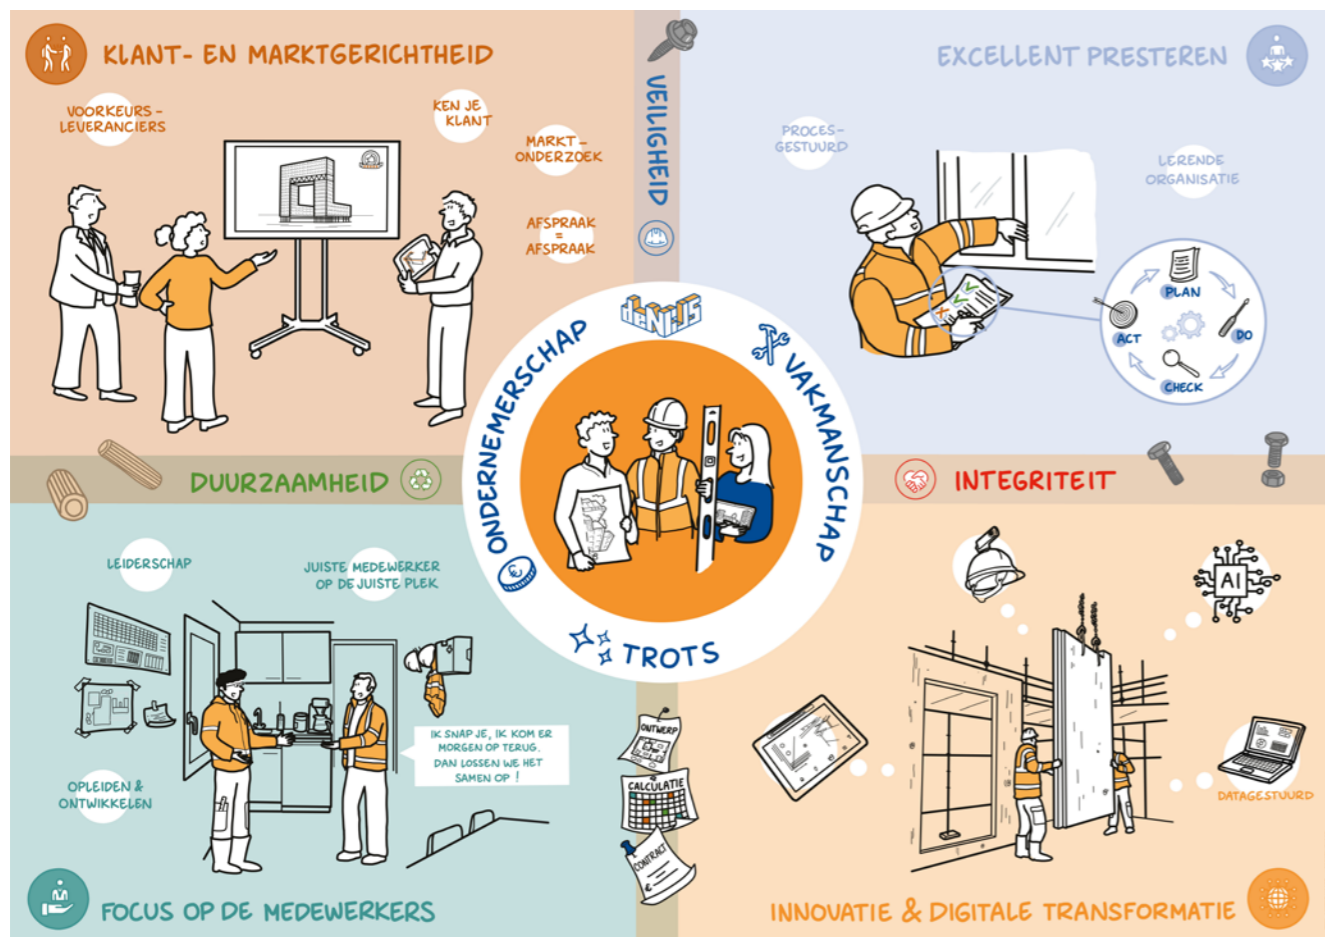 KLANT- EN MARKTGERICHTHEID
VOORKEURS-
LEVERANCIERS
KEN JE
KLANT
MARKT-
ONDERZOEK
AFSPRAAK
=
AFSPRAAK
VEILIGHEID
EXCELLENT PRESTEREN
PROCES-
GESTUURD
LERENDE
ORGANISATIE
PLAN
DO
CHECK
ACT
deNIJS
ONDERNEMERSCHAP
VAKMANSCHAP
TROTS
DUURZAAMHEID
INTEGRITEIT
LEIDERSCHAP
JUISTE MEDEWERKER
OP DE JUISTE PLEK
IK SNAP JE, IK KOM ER
MORGEN OP TERUG.
DAN LOSSEN WE HET
SAMEN OP !
OPLEIDEN &
ONTWIKKELEN
FOCUS OP DE MEDEWERKERS
ONTWERP
CALCULATIE
CONTRACT
€
AI
DATAGESTUURD
INNOVATIE & DIGITALE TRANSFORMATIE